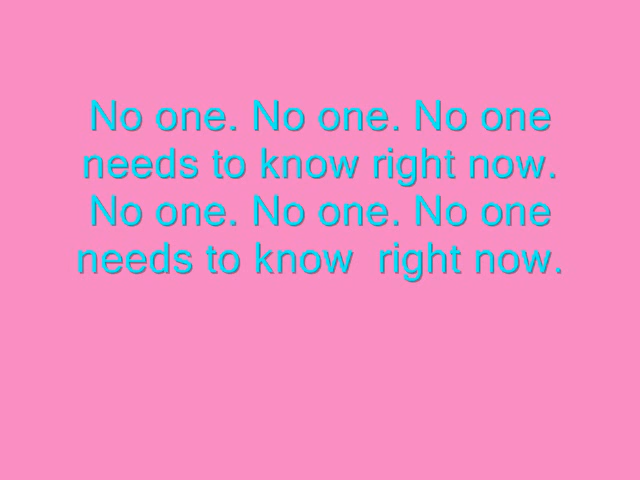 No one. No one. No one
needs to know right now.
No one. No one. No one
needs to know  right now.